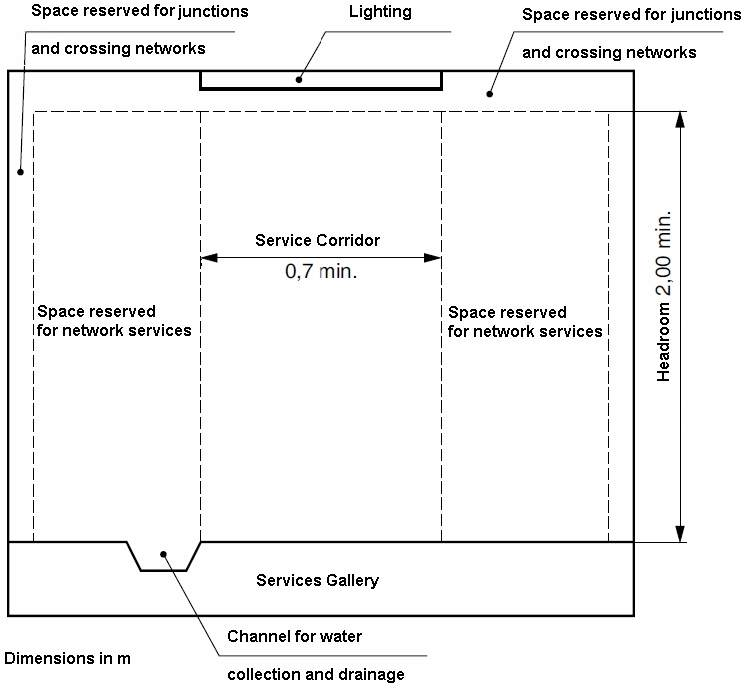 Space reserved for junctions
and crossing networks
Lighting
Space reserved for junctions
and crossing networks
Service Corridor
0,7 min.
Space reserved
for network services
Space reserved
for network services
Headroom 2,00 min.
Services Gallery
Channel for water
collection and drainage
Dimensions in m